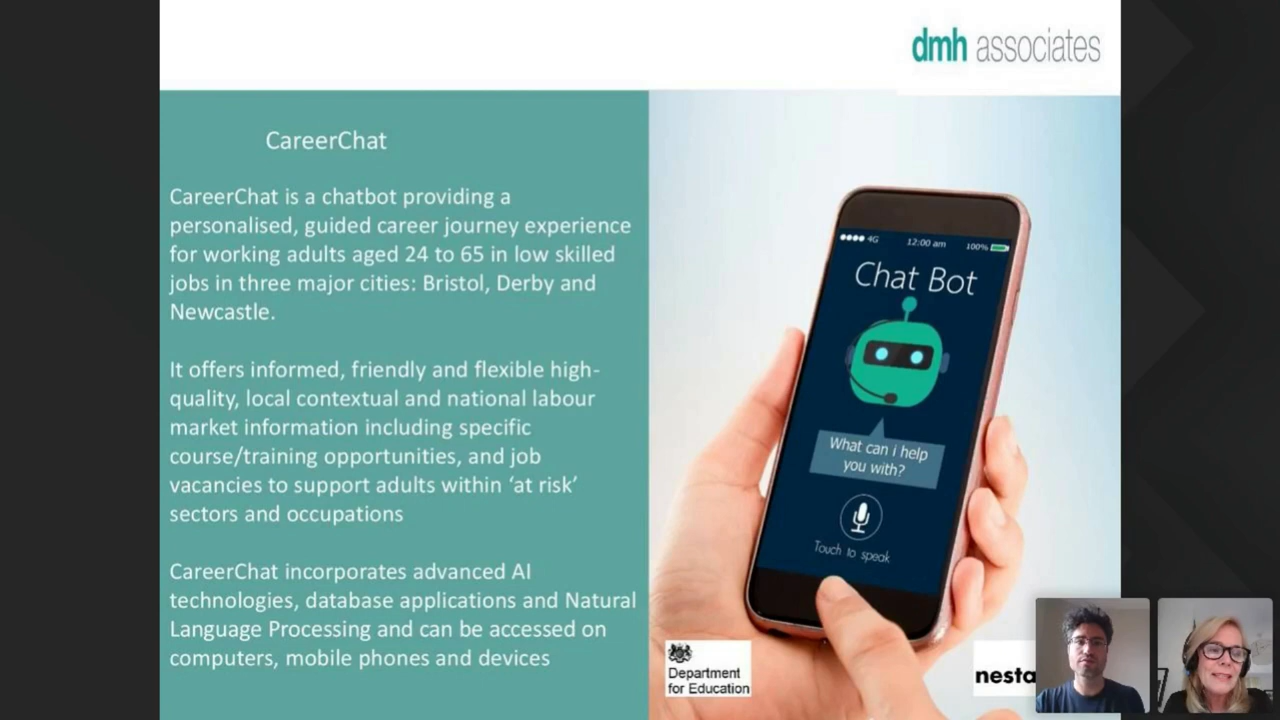 dmh associates
CareerChat
CareerChat is a chatbot providing a
personalised, guided career journey experience
for working adults aged 24 to 65 in low skilled
jobs in three major cities: Bristol, Derby and
Newcastle.
It offers informed, friendly and flexible high-
quality, local contextual and national labour
market information including specific
course/training opportunities, and job
vacancies to support adults within ‘at risk’
sectors and occupations
CareerChat incorporates advanced AI
technologies, database applications and Natural
Language Processing and can be accessed on
computers, mobile phones and devices
4G 12:00 am 100%
Chat Bot
What can i help
you with?
Touch to speak
Department
for Education
nesta